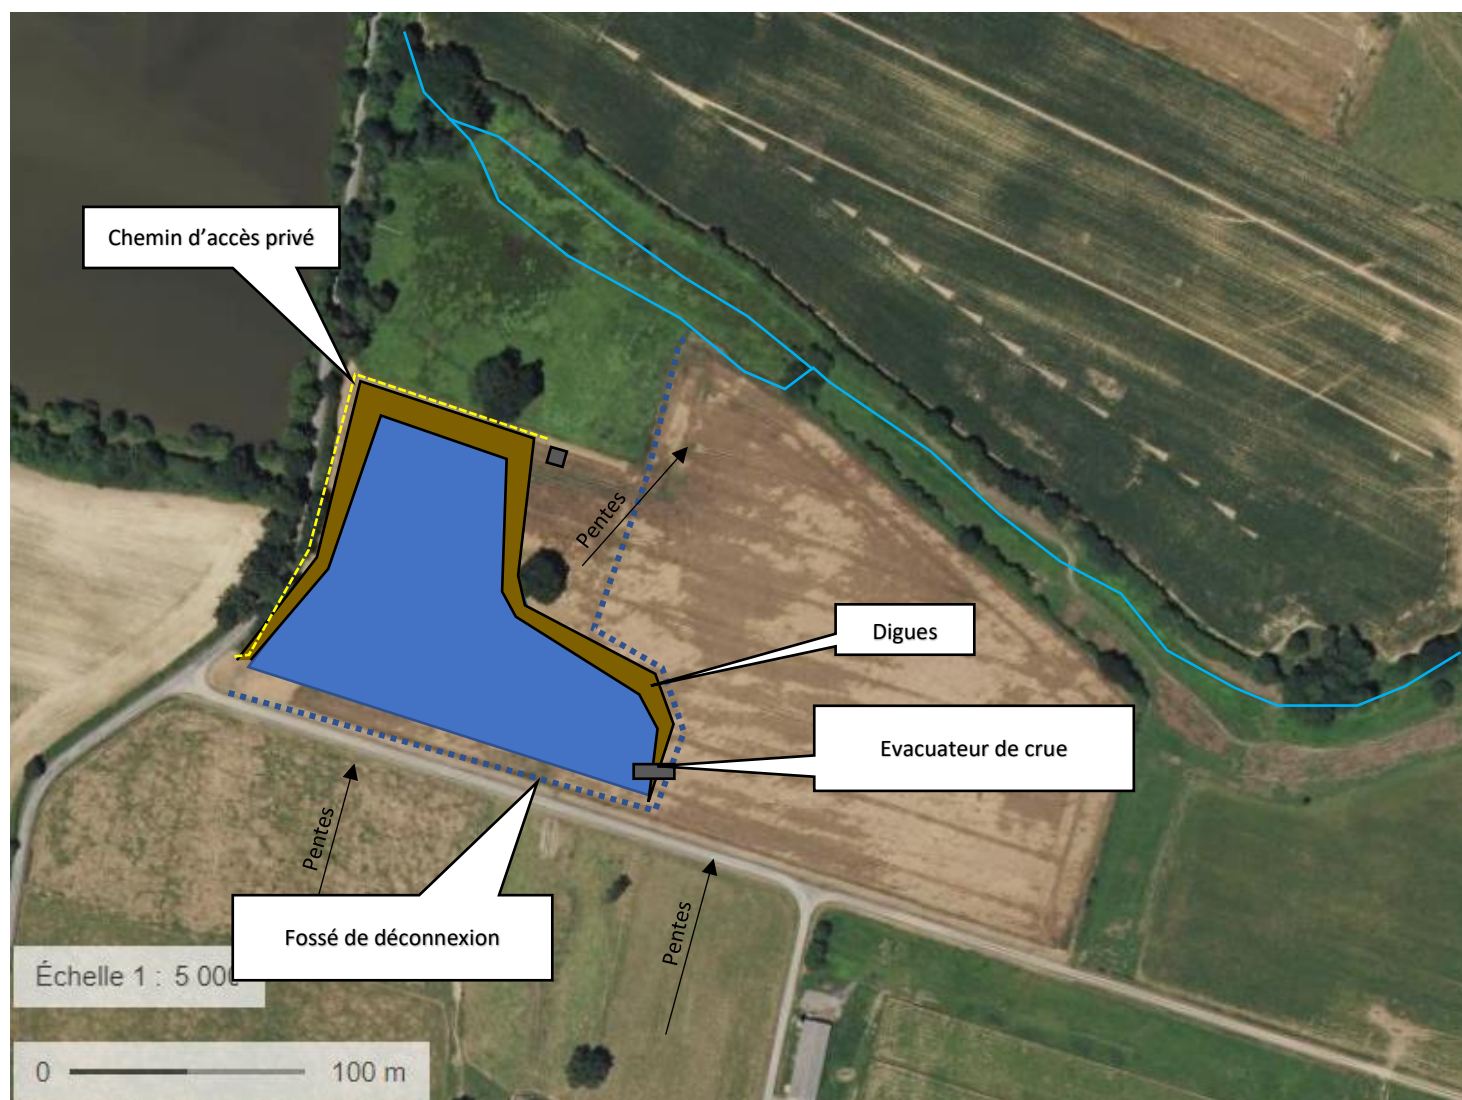 Chemin d'accès privé
Pentes
Digues
Evacuateur de crue
Pentes
Pentes
Fossé de déconnexion
Échelle 1 : 5 000
0 100 m